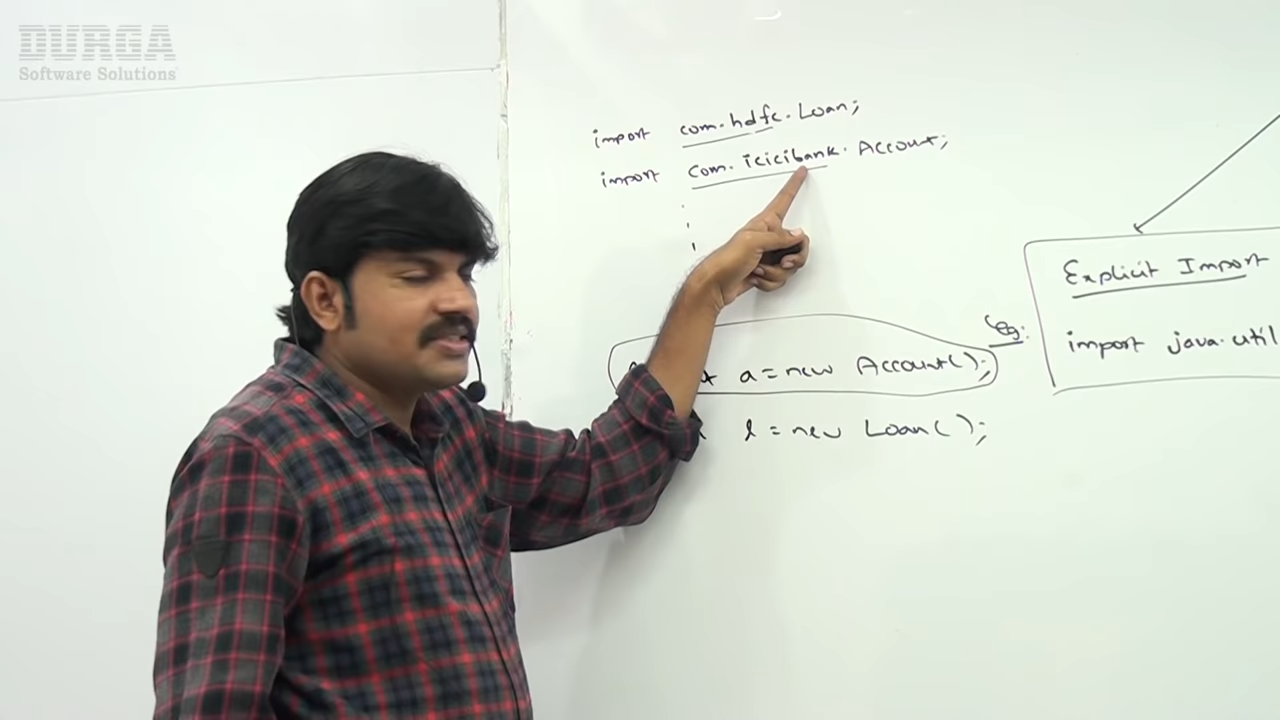 DURGA
Software Solutions
import com.hdfc.Loan;
import com.icicibank.Account;
Eg:
Explicit Import
import java.util
a = new Account();
l = new Loan();